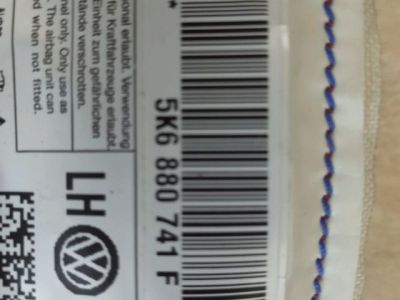 *
5K6 880 741 F
onal erlaubt. Verwendung
für Kraftfahrzeuge erlaubt.
Einheit zum gefährlichen
tände verschrotten.
nel only. Use as
. The airbag unit can
d when not fitted.
LH